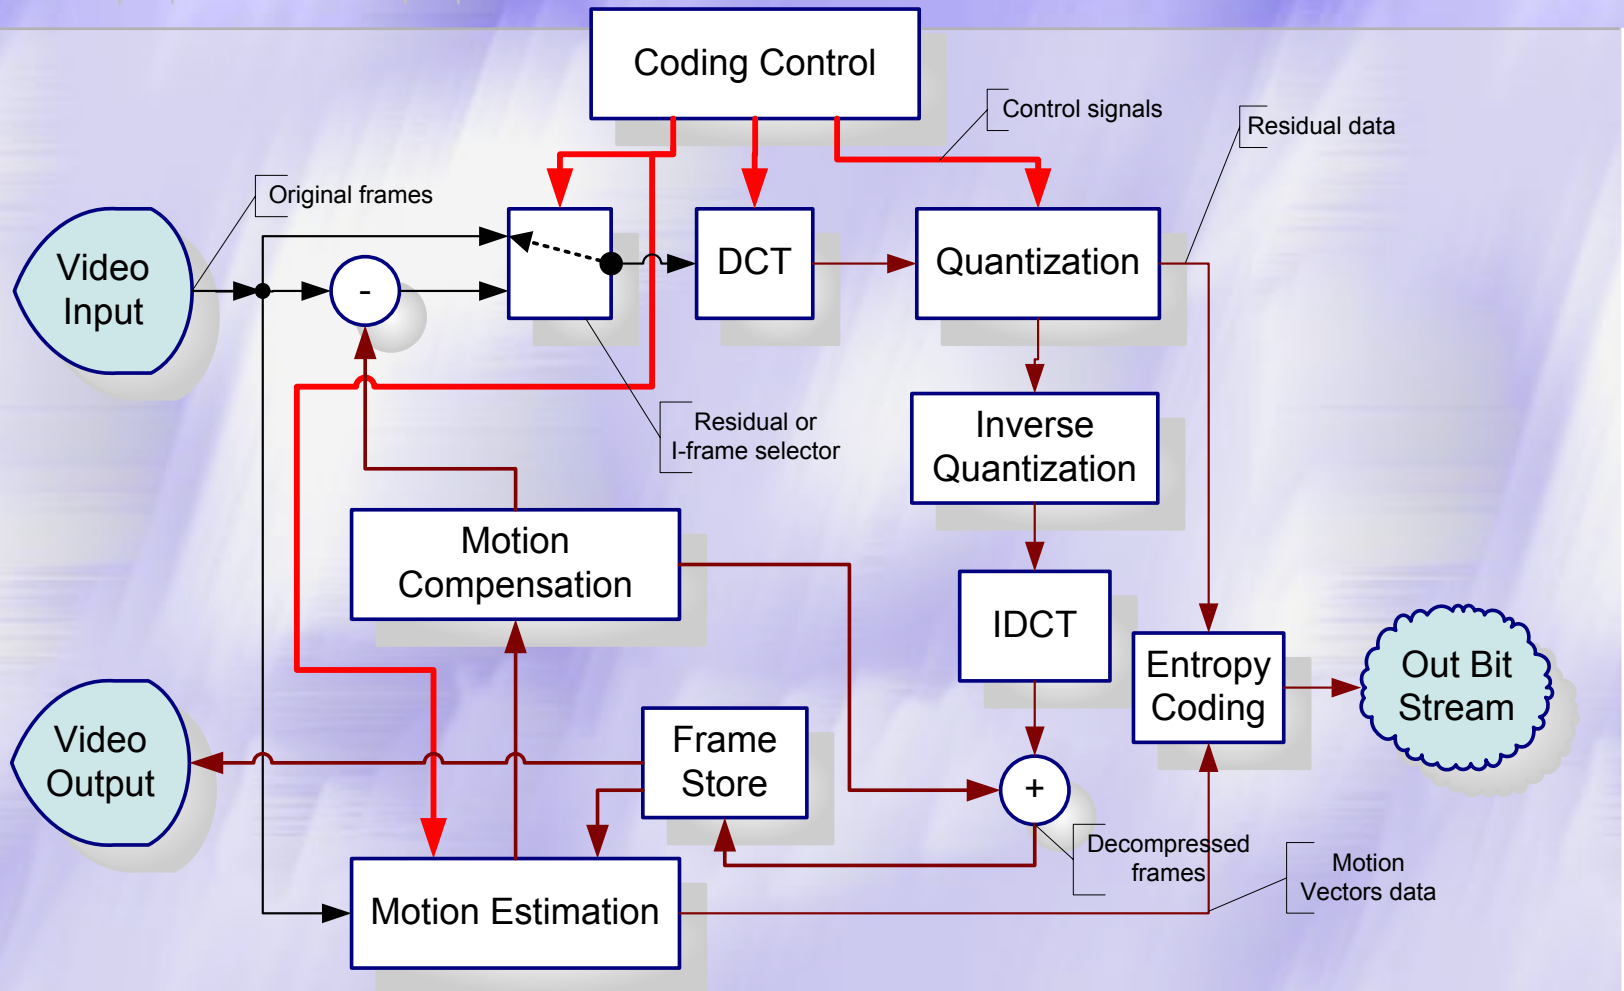 Coding Control
Control signals
Residual data
Original frames
Video
Input
-
DCT
Quantization
Residual or
I-frame selector
Inverse
Quantization
Motion
Compensation
IDCT
Entropy
Coding
Out Bit
Stream
Video
Output
Frame
Store
+
Decompressed
frames
Motion
Vectors data
Motion Estimation